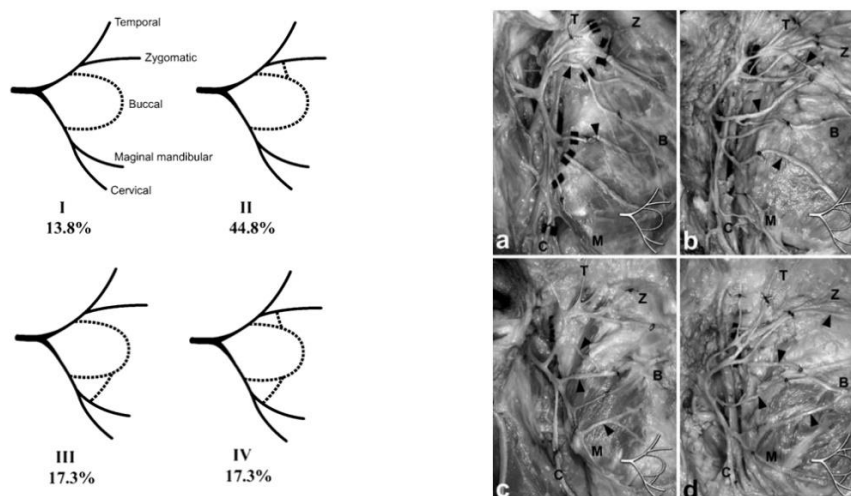 Temporal
Zygomatic
Buccal
Maginal mandibular
Cervical
I
13.8%
II
44.8%
III
17.3%
IV
17.3%
T
Z
B
M
C
a
T
Z
B
M
C
b
T
Z
B
M
C
c
T
Z
B
M
C
d